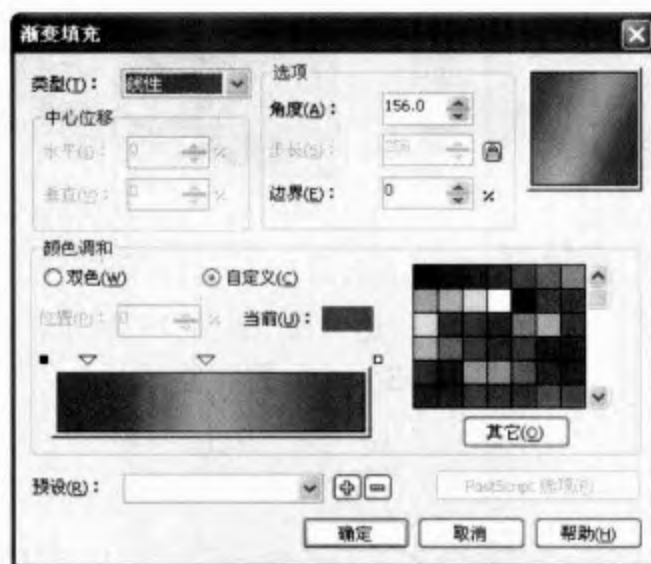 渐变填充
类型(T)： 线性
中心位移
水平(I)： 0 %
垂直(V)： 0 %
选项
角度(A)： 156.0
步长(S)： 256
边界(E)： 0 %
颜色调和
双色(W) 自定义(C)
位置(P)： 0 % 当前(U)：
其它(O)
预设(R)：
PostScript 选项(P)
确定 取消 帮助(H)